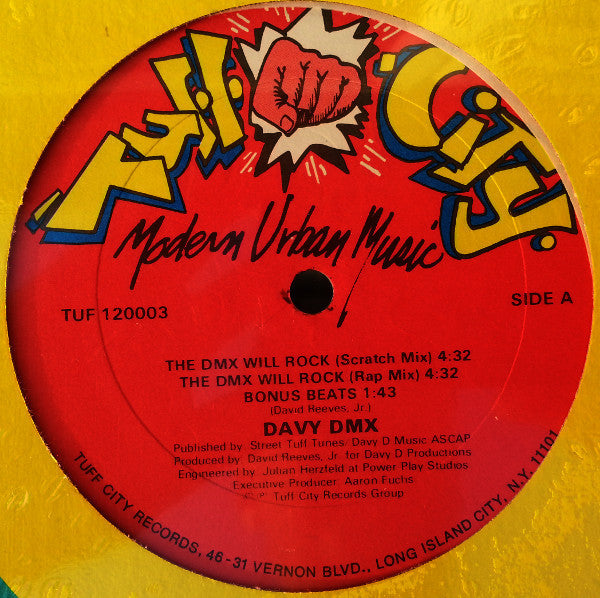 Tuff City.
Modern Urban Music
TUF 120003
SIDE A
THE DMX WILL ROCK (Scratch Mix) 4:32
THE DMX WILL ROCK (Rap Mix) 4:32
BONUS BEATS 1:43
(David Reeves, Jr.)
DAVY DMX
Published by: Street Tuff Tunes/Davy D Music ASCAP
Produced by: David Reeves, Jr. for Davy D Productions
Engineered by: Julian Herzfeld at Power Play Studios
Executive Producer: Aaron Fuchs
Tuff City Records Group
TUFF CITY RECORDS, 46-31 VERNON BLVD., LONG ISLAND CITY, N.Y. 11101